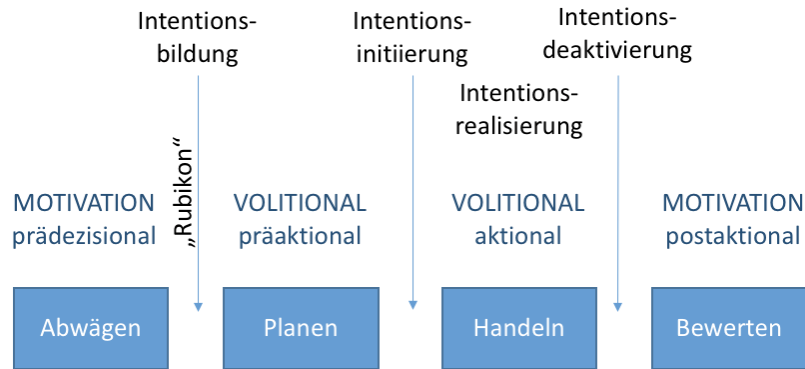 Intentions-
bildung
Intentions-
initiierung
Intentions-
deaktivierung
Intentions-
realisierung
„Rubikon“
MOTIVATION
prädezisional
VOLITIONAL
präaktional
VOLITIONAL
aktional
MOTIVATION
postaktional
Abwägen
Planen
Handeln
Bewerten